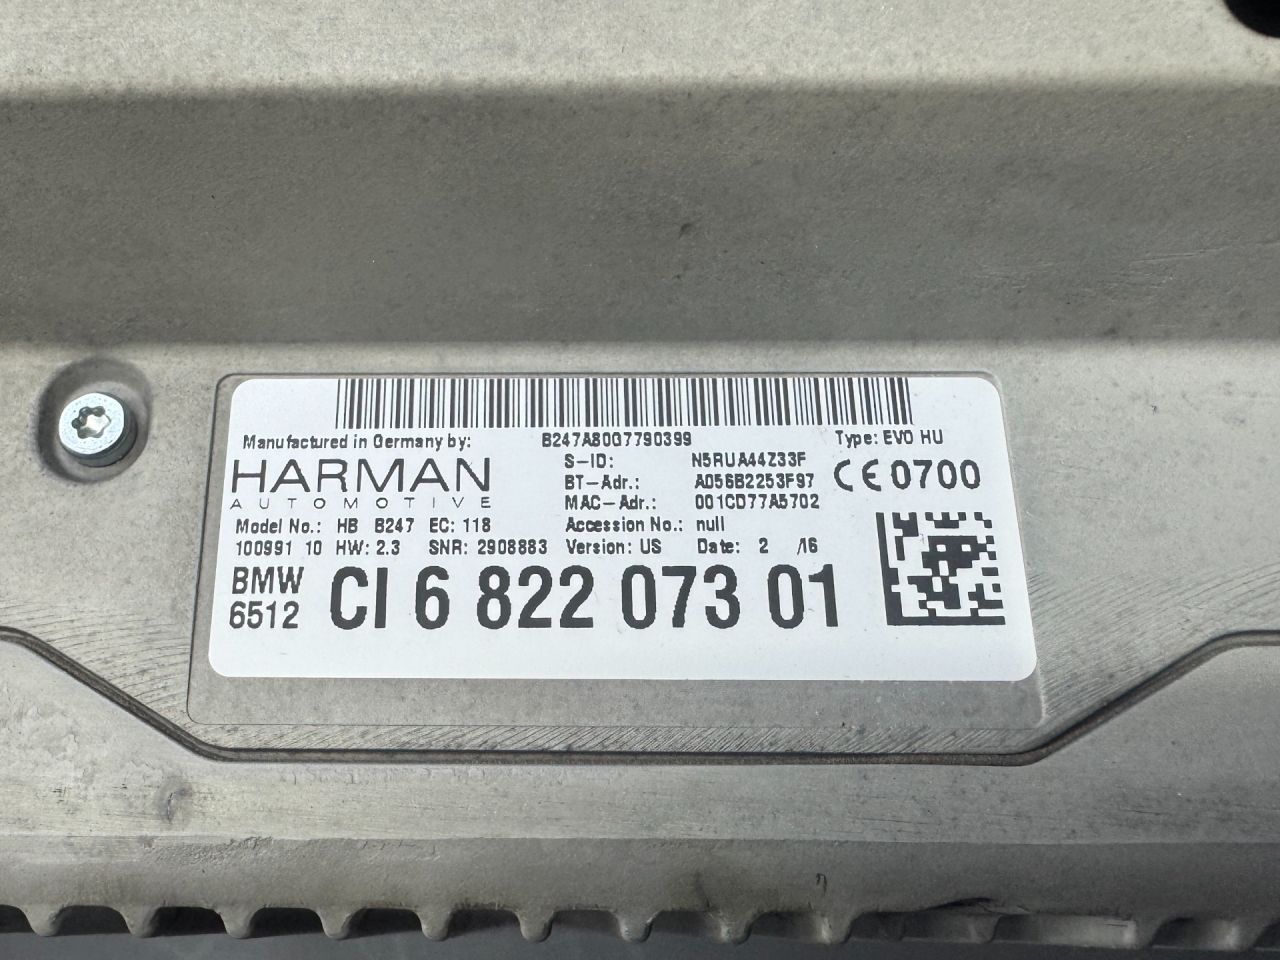 Manufactured in Germany by:
HARMAN
AUTOMOTIVE
B247A80G7790399
Type: EVO HU
S-ID: N5RUA44Z33F
BT-Adr.: A056B2253F97
MAC-Adr.: 001CD77A5702
CE 0700
Model No.: HB B247 EC: 118
Accession No.: null
100991 10 HW: 2.3 SNR: 2908883 Version: US Date: 2 /16
BMW
6512
CI 6 822 073 01